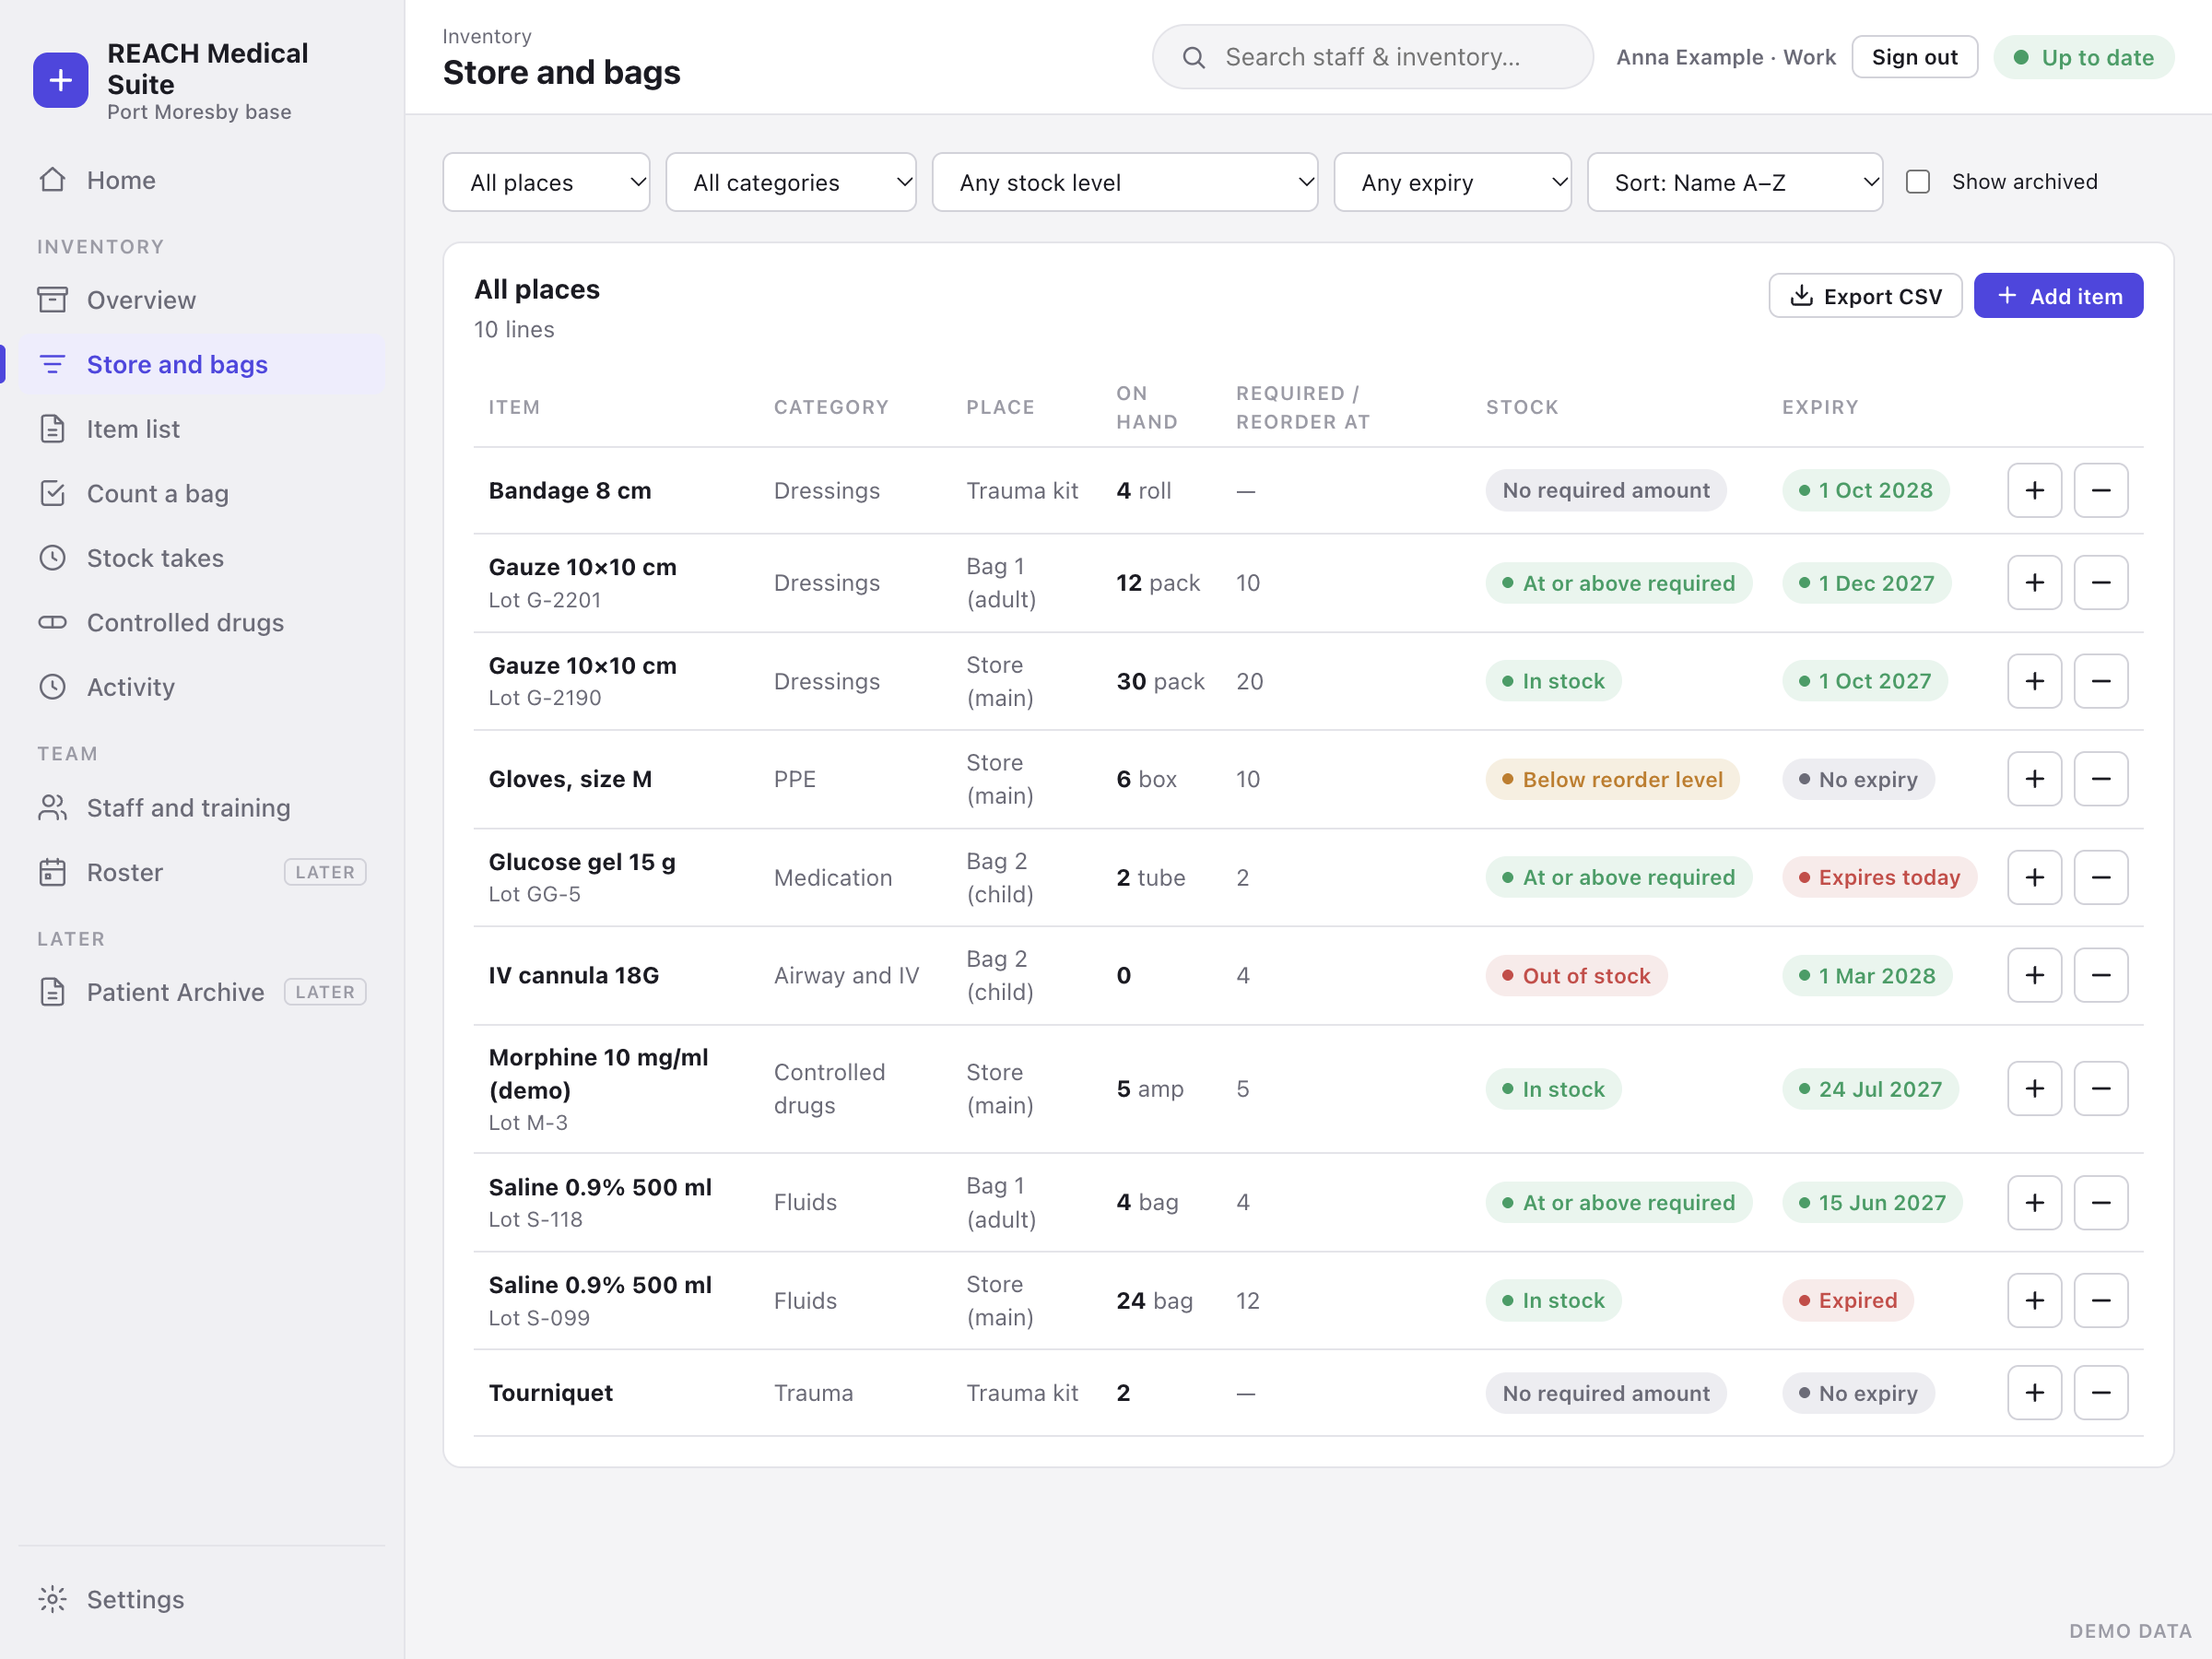 REACH Medical
Suite
Port Moresby base
Home
INVENTORY
Overview
Store and bags
Item list
Count a bag
Stock takes
Controlled drugs
Activity
TEAM
Staff and training
Roster LATER
LATER
Patient Archive LATER
Settings
Inventory
Store and bags
Search staff & inventory...
Anna Example · Work
Sign out
Up to date
All places
All categories
Any stock level
Any expiry
Sort: Name A–Z
Show archived
All places
10 lines
Export CSV
+ Add item
ITEM CATEGORY PLACE ON HAND REQUIRED / REORDER AT STOCK EXPIRY
Bandage 8 cm Dressings Trauma kit 4 roll — No required amount 1 Oct 2028 + −
Gauze 10×10 cm Lot G-2201 Dressings Bag 1 (adult) 12 pack 10 At or above required 1 Dec 2027 + −
Gauze 10×10 cm Lot G-2190 Dressings Store (main) 30 pack 20 In stock 1 Oct 2027 + −
Gloves, size M PPE Store (main) 6 box 10 Below reorder level No expiry + −
Glucose gel 15 g Lot GG-5 Medication Bag 2 (child) 2 tube 2 At or above required Expires today + −
IV cannula 18G Airway and IV Bag 2 (child) 0 4 Out of stock 1 Mar 2028 + −
Morphine 10 mg/ml (demo) Lot M-3 Controlled drugs Store (main) 5 amp 5 In stock 24 Jul 2027 + −
Saline 0.9% 500 ml Lot S-118 Fluids Bag 1 (adult) 4 bag 4 At or above required 15 Jun 2027 + −
Saline 0.9% 500 ml Lot S-099 Fluids Store (main) 24 bag 12 In stock Expired + −
Tourniquet Trauma Trauma kit 2 — No required amount No expiry + −
DEMO DATA